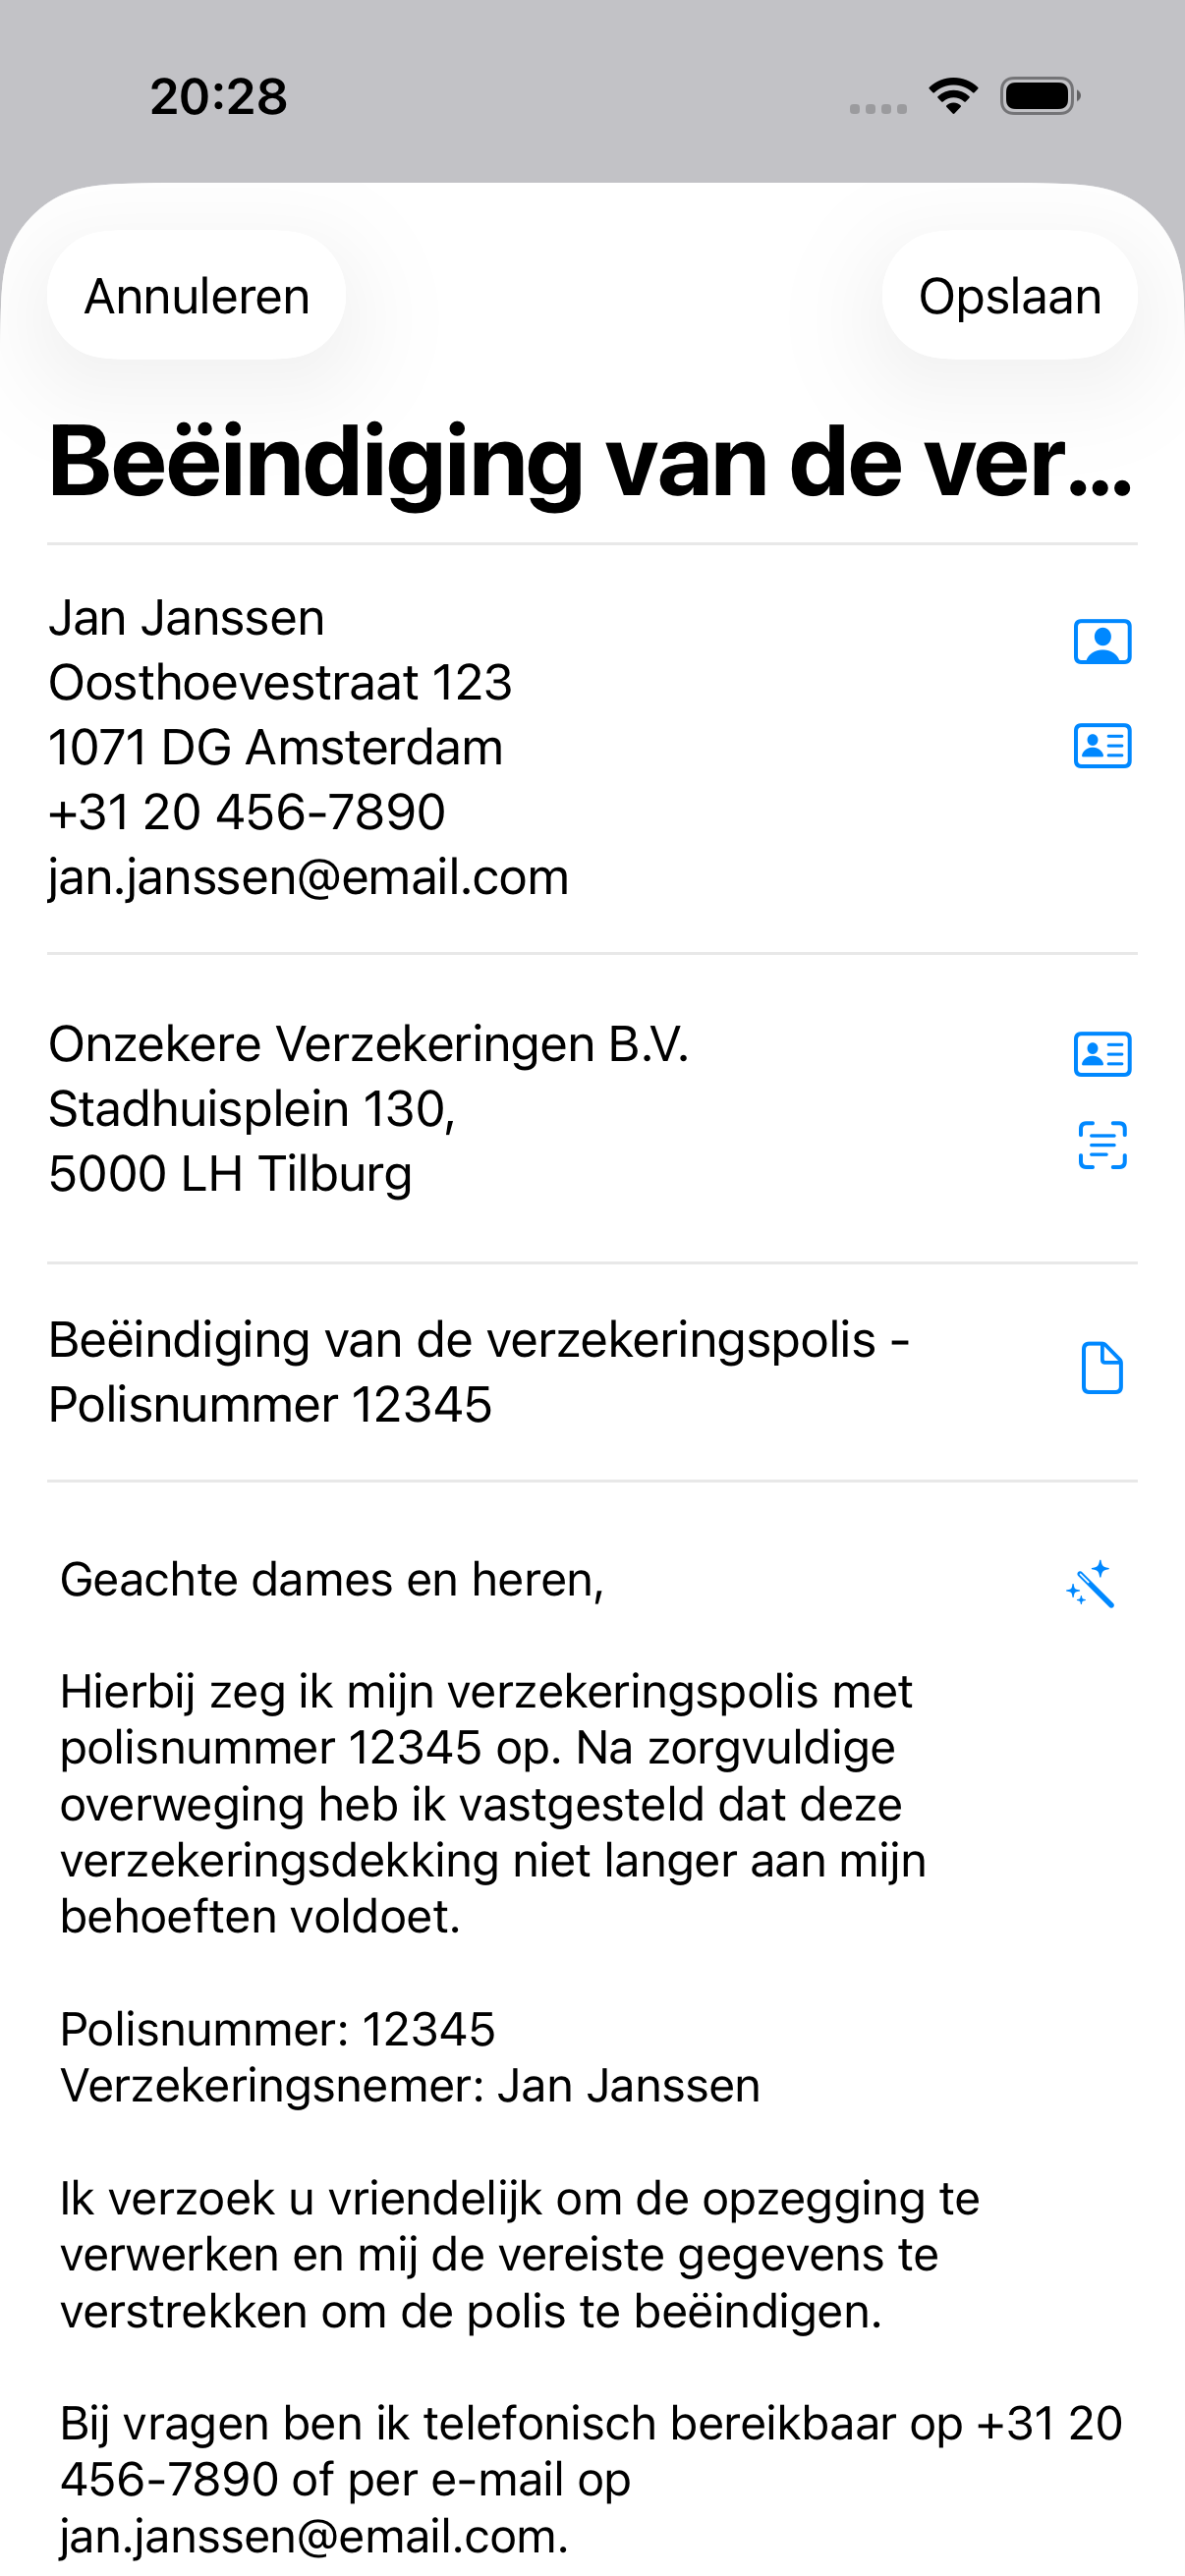 20:28
Annuleren
Opslaan
Beëindiging van de ver...
Jan Janssen
Oosthoevestraat 123
1071 DG Amsterdam
+31 20 456-7890
jan.janssen@email.com
Onzekere Verzekeringen B.V.
Stadhuisplein 130,
5000 LH Tilburg
Beëindiging van de verzekeringspolis -
Polisnummer 12345
Geachte dames en heren,
Hierbij zeg ik mijn verzekeringspolis met
polisnummer 12345 op. Na zorgvuldige
overweging heb ik vastgesteld dat deze
verzekeringsdekking niet langer aan mijn
behoeften voldoet.
Polisnummer: 12345
Verzekeringsnemer: Jan Janssen
Ik verzoek u vriendelijk om de opzegging te
verwerken en mij de vereiste gegevens te
verstrekken om de polis te beëindigen.
Bij vragen ben ik telefonisch bereikbaar op +31 20
456-7890 of per e-mail op
jan.janssen@email.com.